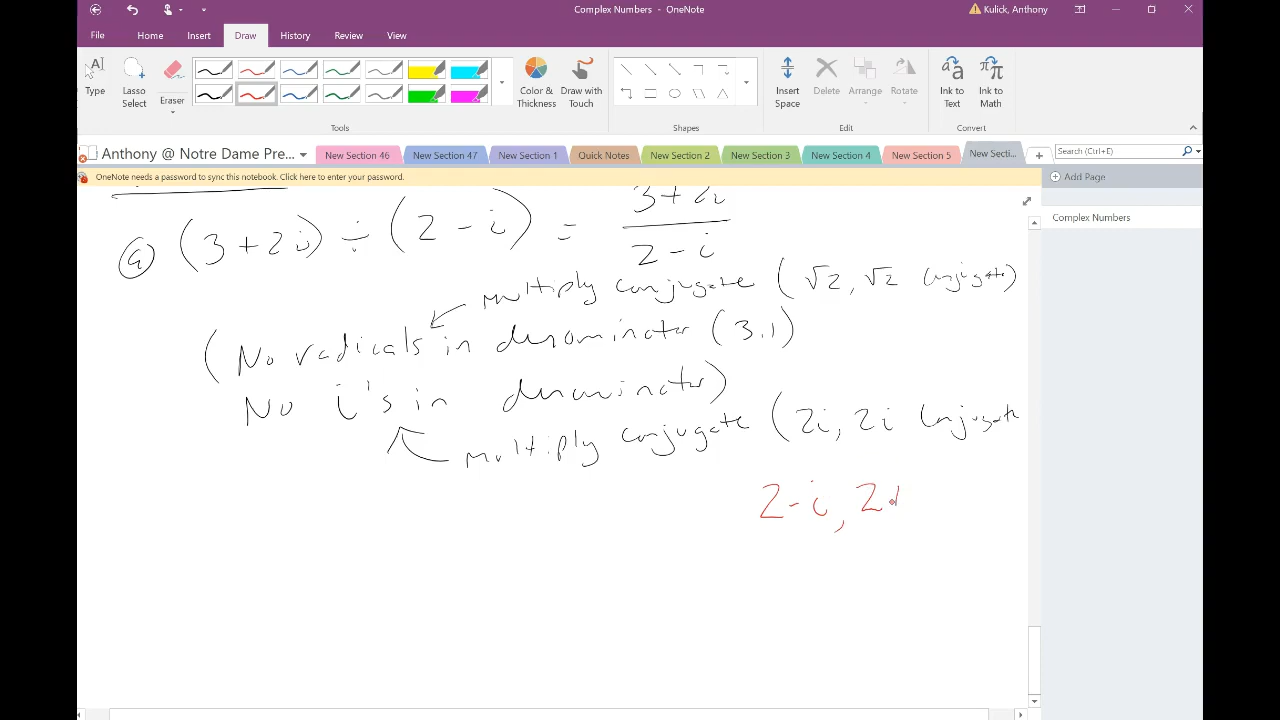 Complex Numbers - OneNote
Kulick, Anthony
File Home Insert Draw History Review View
Type
Lasso Select
Eraser
Color & Thickness
Draw with Touch
Insert Space
Delete
Arrange
Rotate
Ink to Text
Ink to Math
Tools
Shapes
Edit
Convert
Anthony @ Notre Dame Pre...
New Section 46
New Section 47
New Section 1
Quick Notes
New Section 2
New Section 3
New Section 4
New Section 5
New Secti...
Search (Ctrl+E)
OneNote needs a password to sync this notebook. Click here to enter your password.
Add Page
Complex Numbers
(3+2i) ÷ (2-i) = 3+2i / 2-i
multiply conjugate (√2, √2 conjugate)
(No radicals in denominator (3.1)
No i's in denominator)
multiply conjugate (2i, 2i conjugate
2-i, 2